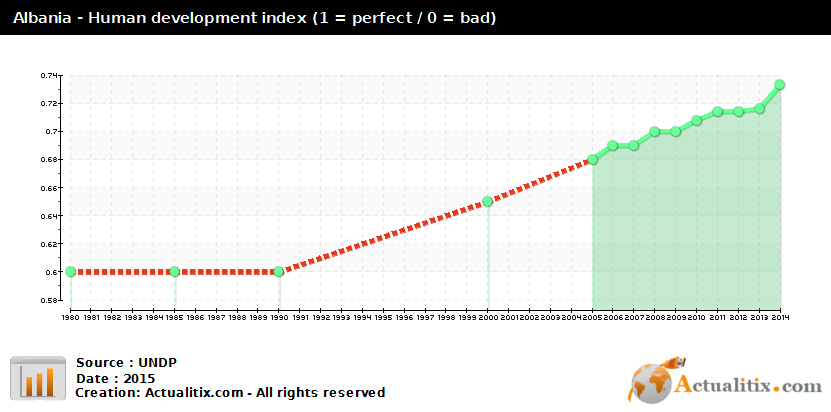 Albania - Human development index (1 = perfect / 0 = bad)
0.74
0.72
0.7
0.68
0.66
0.64
0.62
0.6
0.58
1980 1981 1982 1983 1984 1985 1986 1987 1988 1989 1990 1991 1992 1993 1994 1995 1996 1997 1998 1999 2000 2001 2002 2003 2004 2005 2006 2007 2008 2009 2010 2011 2012 2013 2014
Source : UNDP
Date : 2015
Creation: Actualitix.com - All rights reserved
Actualitix.com